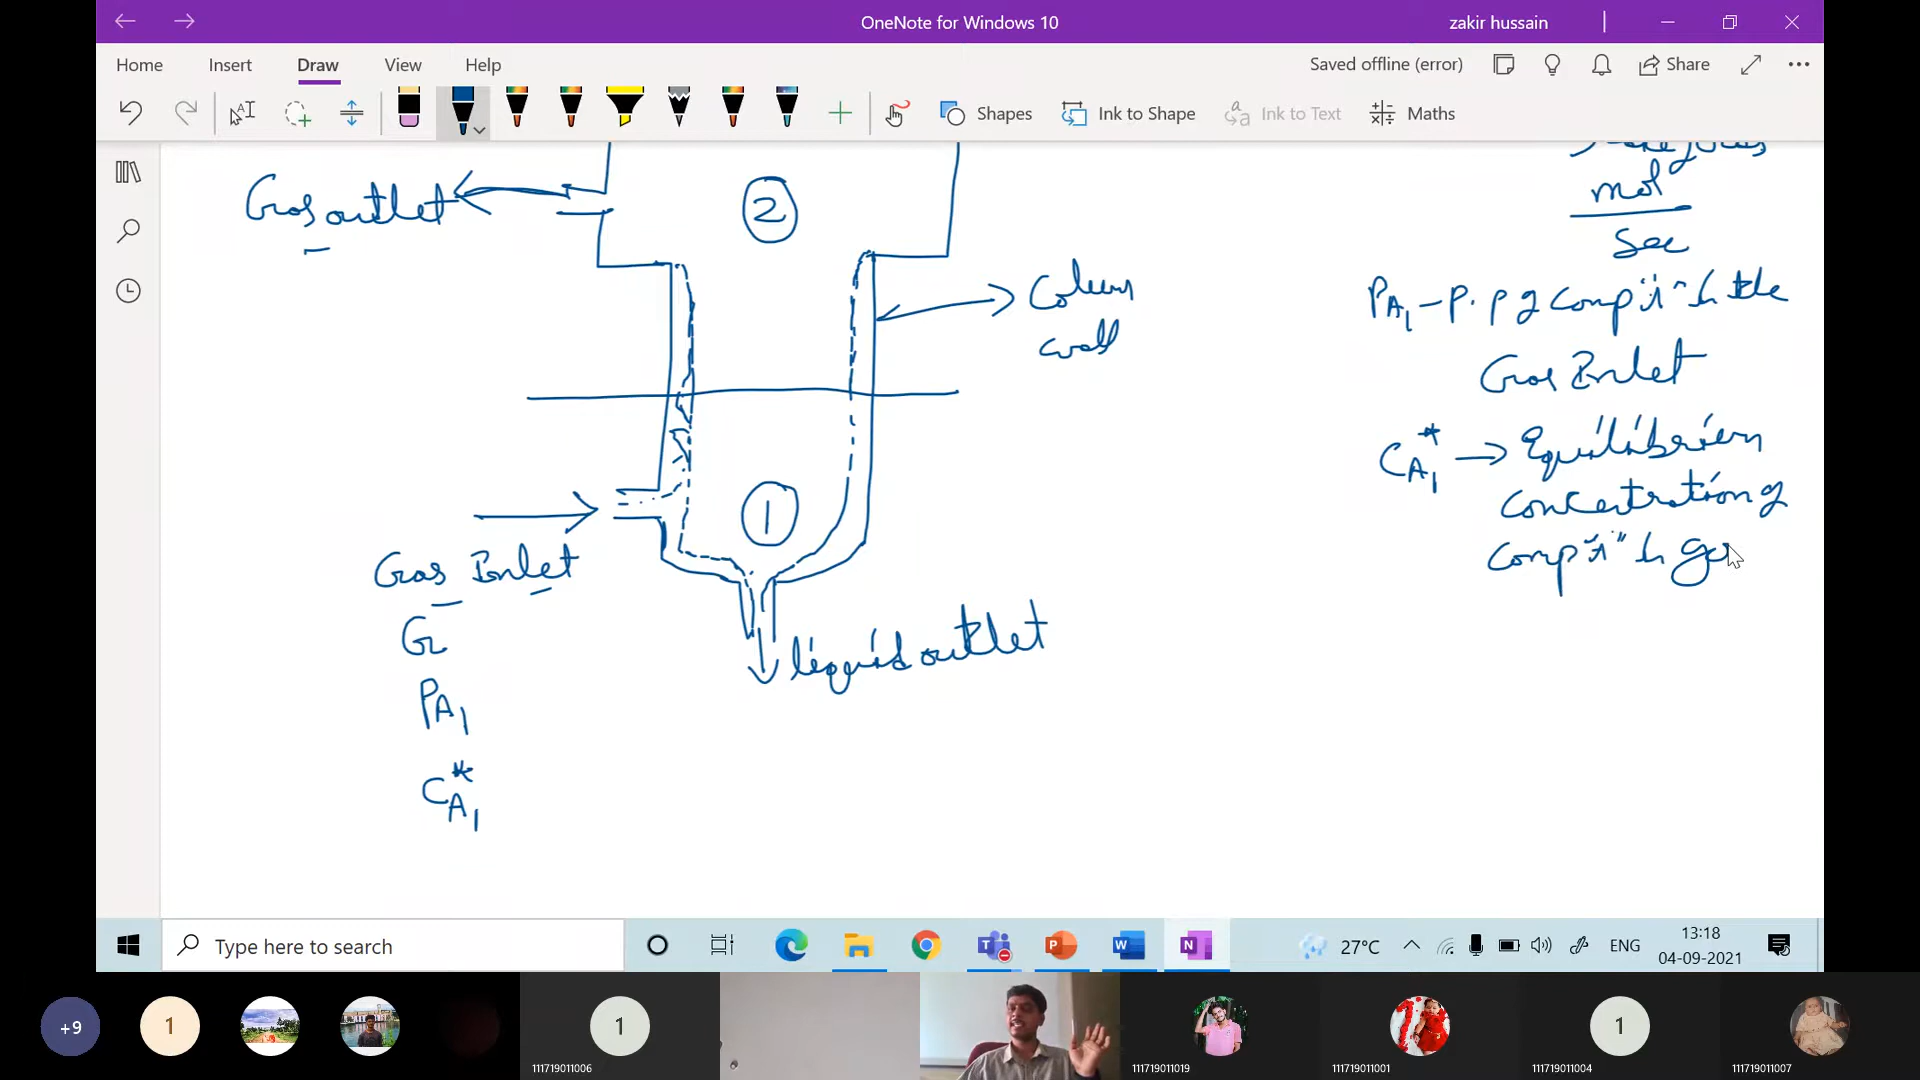 OneNote for Windows 10
zakir hussain
Home Insert Draw View Help
Saved offline (error)
Share
Shapes
Ink to Shape
Ink to Text
Maths
Gas outlet
2
Column
wall
1
Gas Inlet
G
PA1
C*A1
liquid outlet
mol
sec
PA1 - p. p of comp "A" in the
Gas Inlet
C*A1 → Equilibrium
concentration of
comp "A" in gas
Type here to search
27°C
ENG
13:18
04-09-2021
+9
1
1
111719011006
111719011019
111719011001
1
111719011004
111719011007